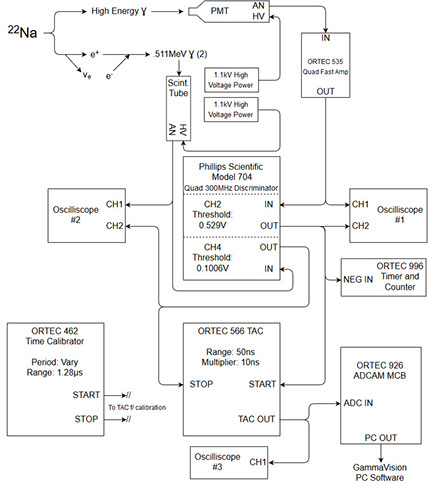 ²²Na
High Energy Ɣ
PMT
AN
HV
e⁺
νe
e⁻
.511MeV Ɣ (2)
Scint.
Tube
AN
HV
1.1kV High
Voltage Power
1.1kV High
Voltage Power
IN
ORTEC 535
Quad Fast Amp
OUT
Phillips Scientific
Model 704
Quad 300MHz Discriminator
CH2
Threshold:
0.529V
IN
OUT
CH4
Threshold:
0.1006V
OUT
IN
Oscilliscope
#2
CH1
CH2
CH1
CH2
Oscilliscope
#1
ORTEC 996
Timer and
Counter
NEG IN
ORTEC 462
Time Calibrator
Period: Vary
Range: 1.28µs
START
STOP
//
//
To TAC f/ calibration
ORTEC 566 TAC
Range: 50ns
Multiplier: 10ns
STOP
START
TAC OUT
ORTEC 926
ADCAM MCB
ADC IN
PC OUT
Oscilliscope
#3
CH1
GammaVision
PC Software